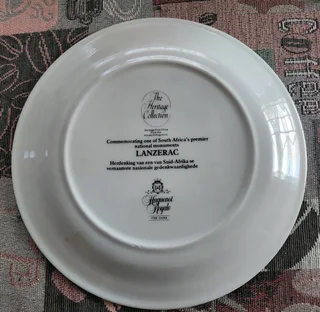 The
Heritage
Collection
Commemorating one of South Africa's premier
national monuments
LANZERAC
Herdenking van een van Suid-Afrika se
vernaamste nasionale gedenkwaardighede
Huguenot
Royale